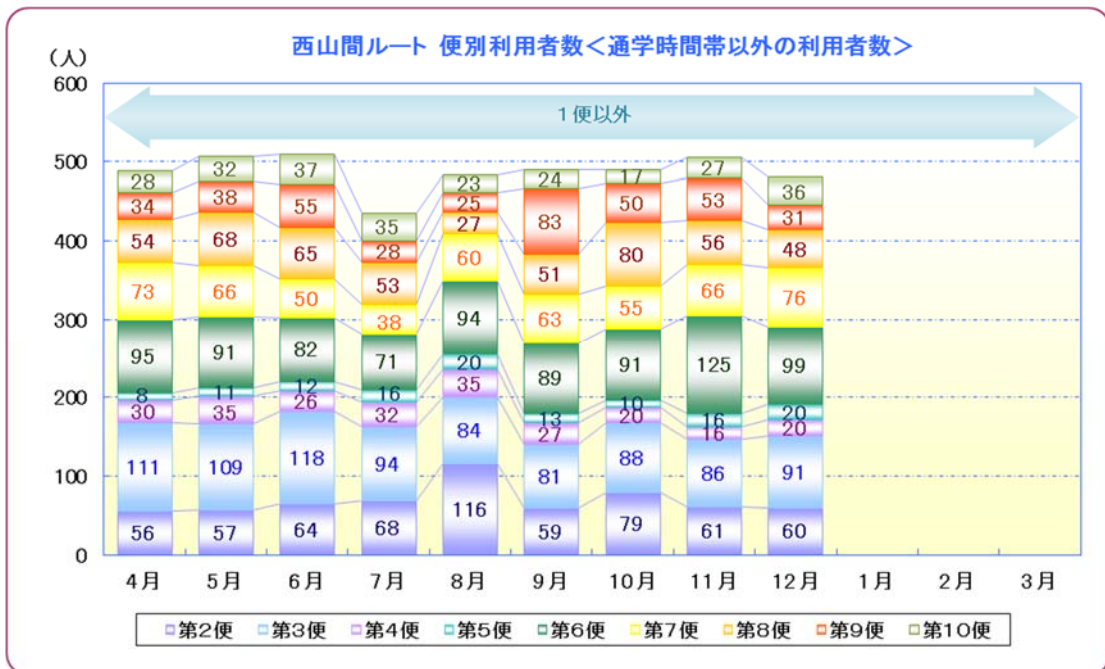 西山間ルート 便別利用者数＜通学時間帯以外の利用者数＞
(人)
600
1便以外
500
400
300
200
100
0
28 32 37 35 23 24 17 27 36
34 38 55 28 25 83 50 53 31
54 68 65 53 27 51 80 56 48
73 66 50 38 60 63 55 66 76
95 91 82 71 94 89 91 125 99
8 11 12 16 20 13 10 16 20
30 35 26 32 35 27 20 16 20
111 109 118 94 84 81 88 86 91
56 57 64 68 116 59 79 61 60
4月 5月 6月 7月 8月 9月 10月 11月 12月 1月 2月 3月
第2便 第3便 第4便 第5便 第6便 第7便 第8便 第9便 第10便